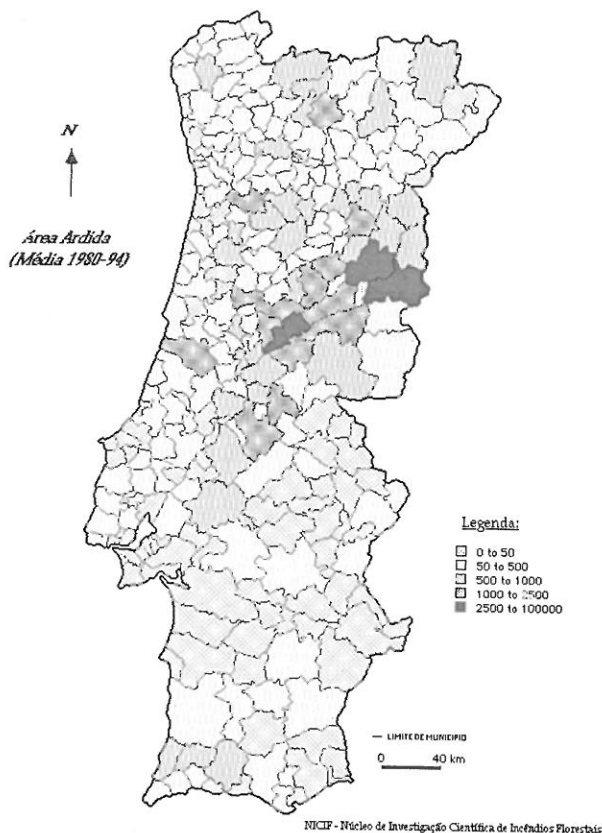 N
Área Ardida
(Média 1980-94)
Legenda:
0 to 50
50 to 500
500 to 1000
1000 to 2500
2500 to 100000
LIMITE DE MUNICIPIO
0 40 km
NICIF - Núcleo de Investigação Científica de Incêndios Florestais